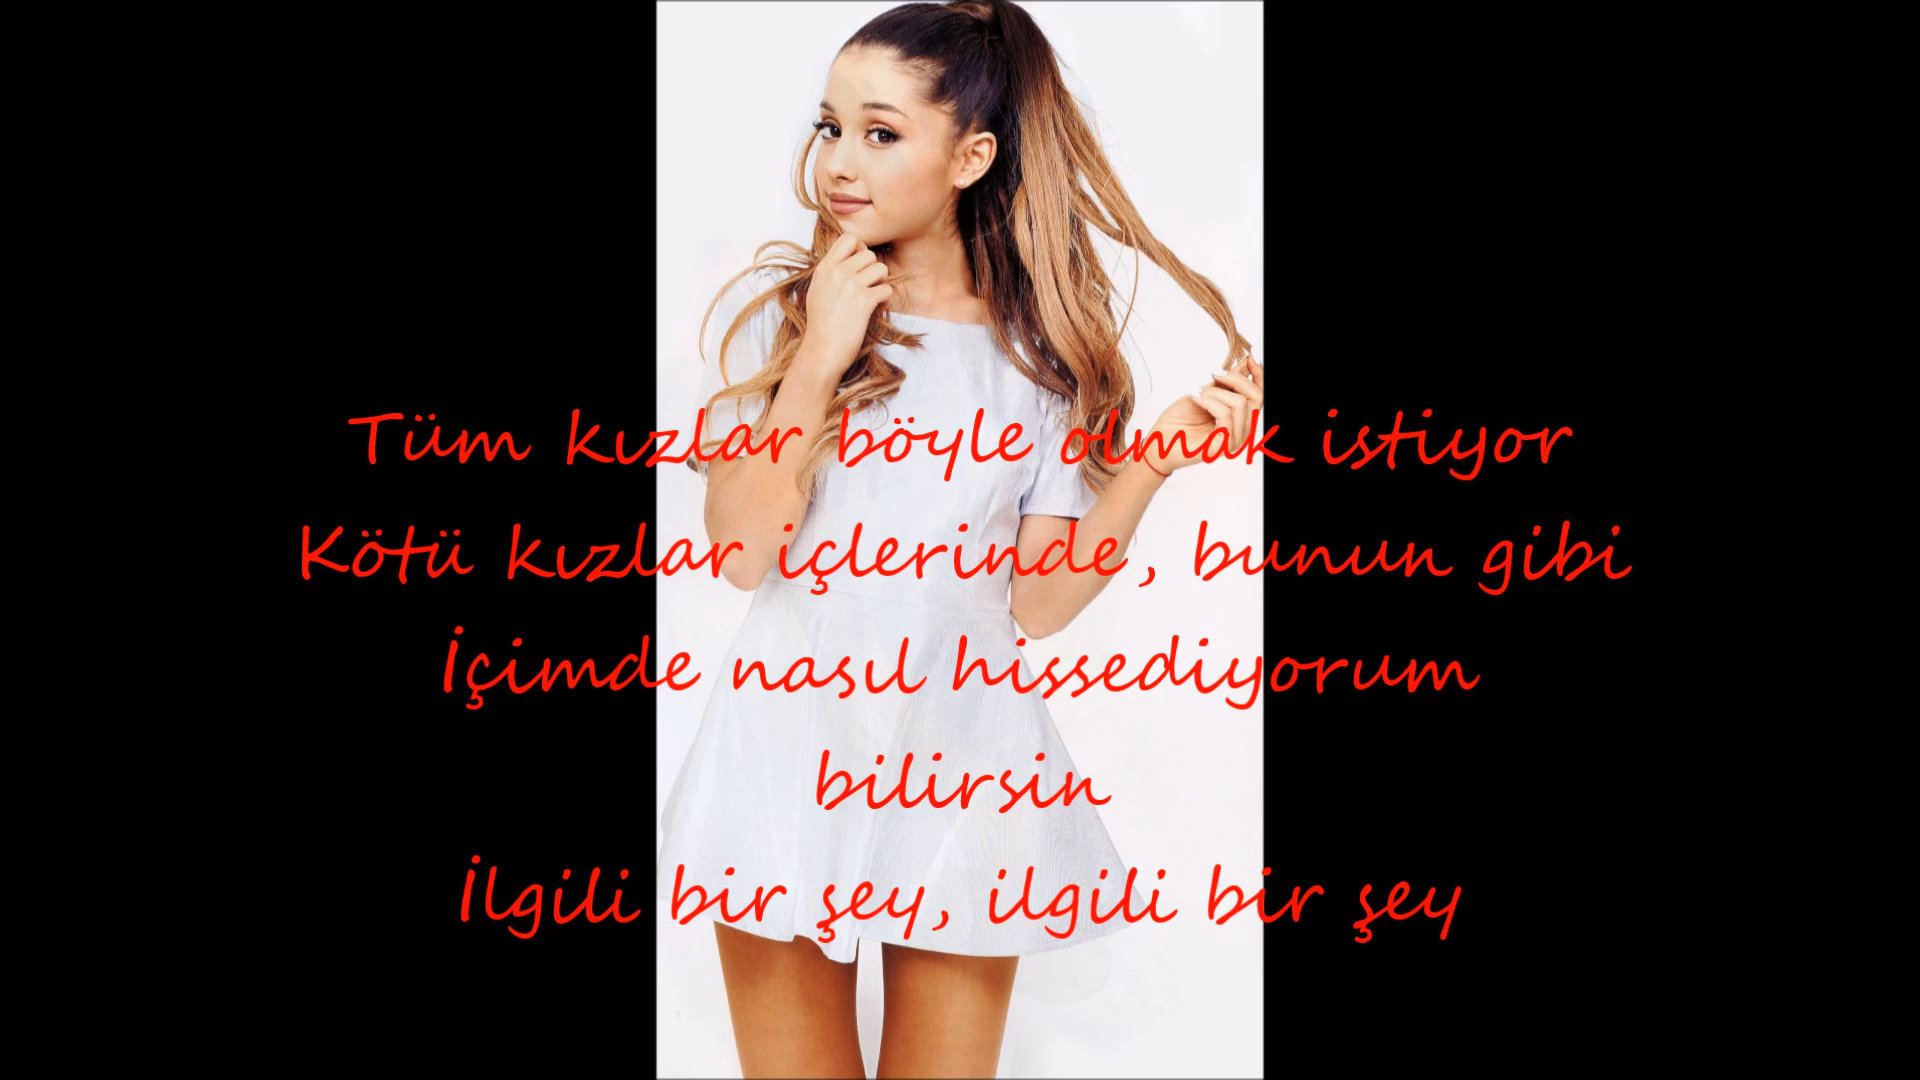 Tüm kızlar böyle olmak istiyor
Kötü kızlar içlerinde, bunun gibi
İçimde nasıl hissediyorum
bilirsin
İlgili bir şey, ilgili bir şey